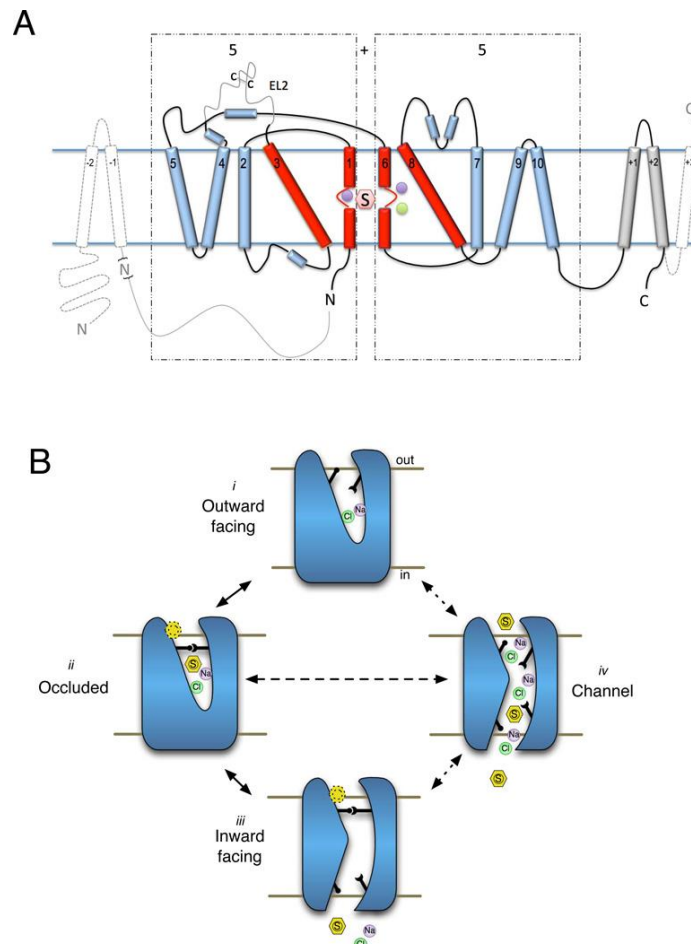 A
5 + 5
C C EL2
-2 -1 5 4 2 3 1 6 8 7 9 10 +1 +2
S
N
N
N
C
B
i
Outward
facing
out
in
Na
Cl
ii
Occluded
S
Na
Cl
S
Na
Cl
Na
Cl
S
Na
Cl
S
iv
Channel
iii
Inward
facing
S
Na
Cl